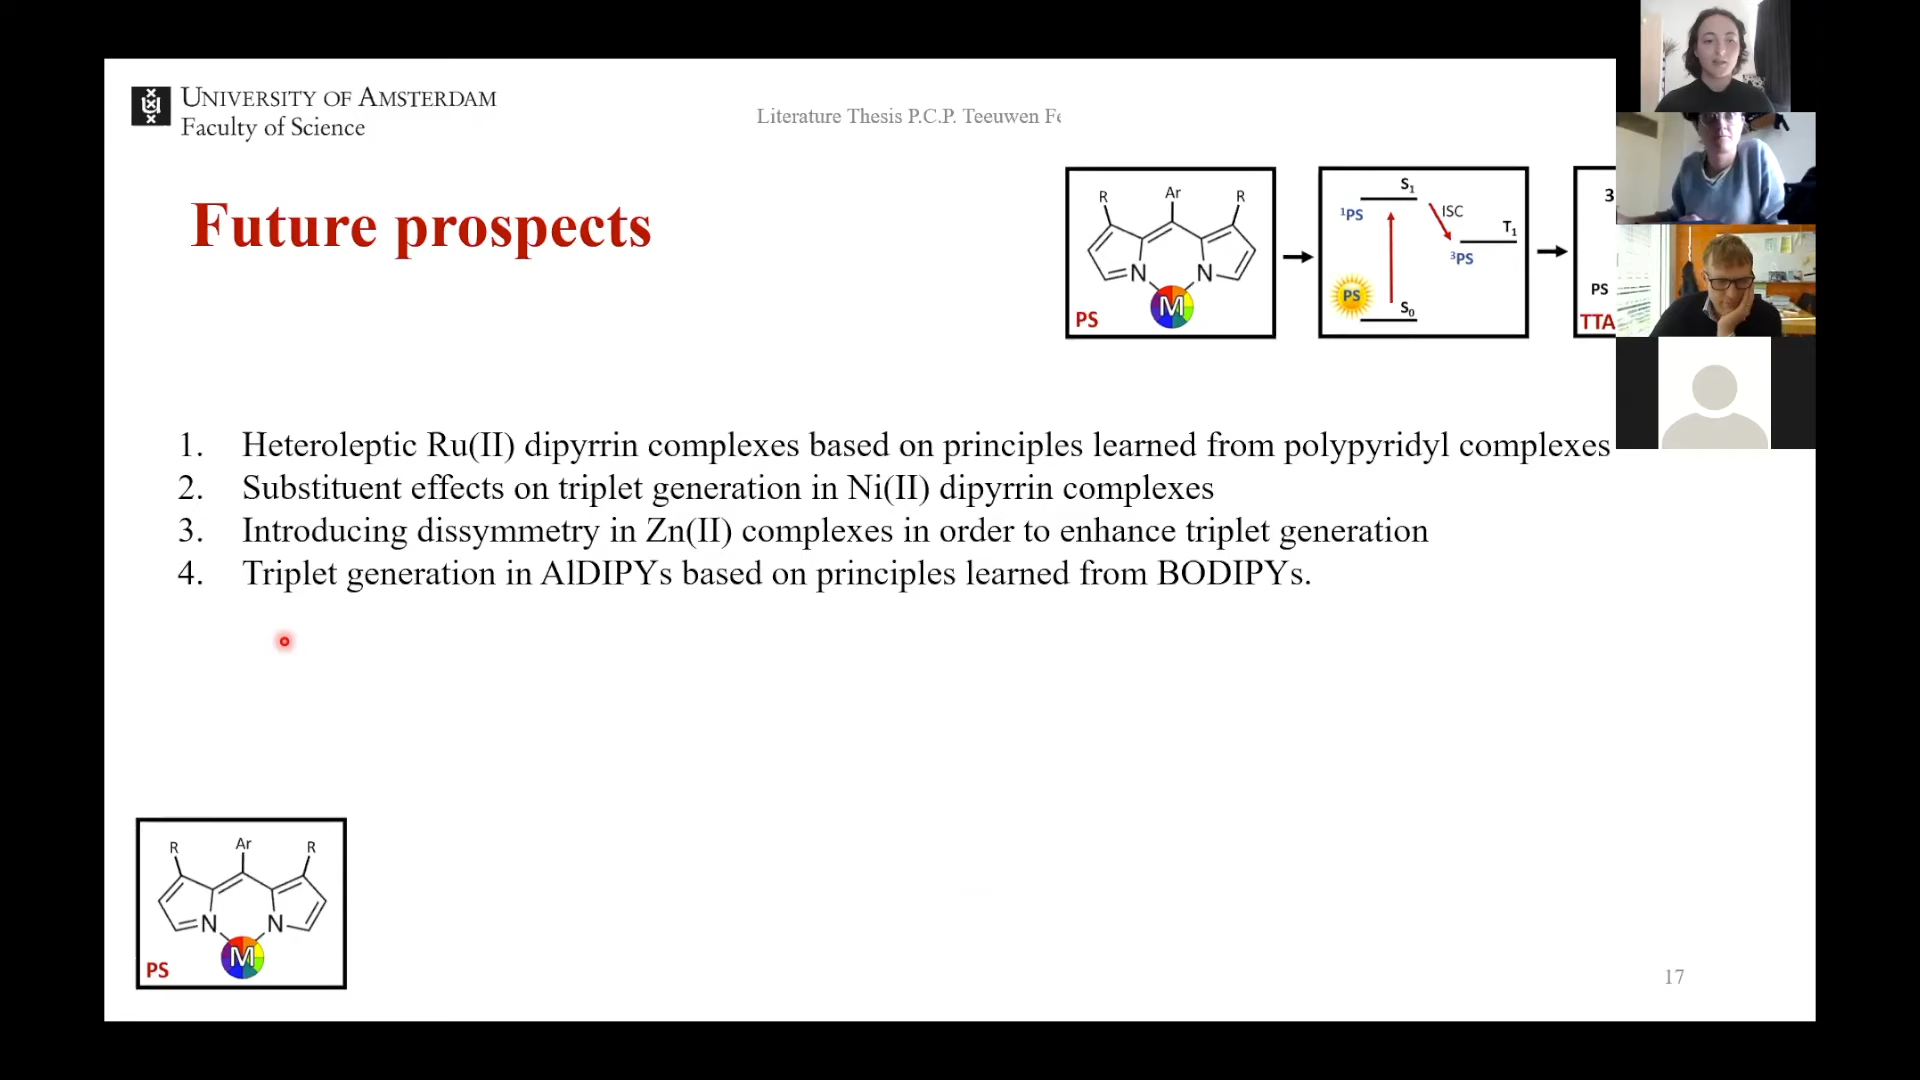 UNIVERSITY OF AMSTERDAM
Faculty of Science
Literature Thesis P.C.P. Teeuwen Fe
Future prospects
R Ar R
N N
M
PS
S₁
¹PS
ISC
T₁
³PS
PS
S₀
3
PS
TTA
1. Heteroleptic Ru(II) dipyrrin complexes based on principles learned from polypyridyl complexes
2. Substituent effects on triplet generation in Ni(II) dipyrrin complexes
3. Introducing dissymmetry in Zn(II) complexes in order to enhance triplet generation
4. Triplet generation in AlDIPYs based on principles learned from BODIPYs.
R Ar R
N N
M
PS
17